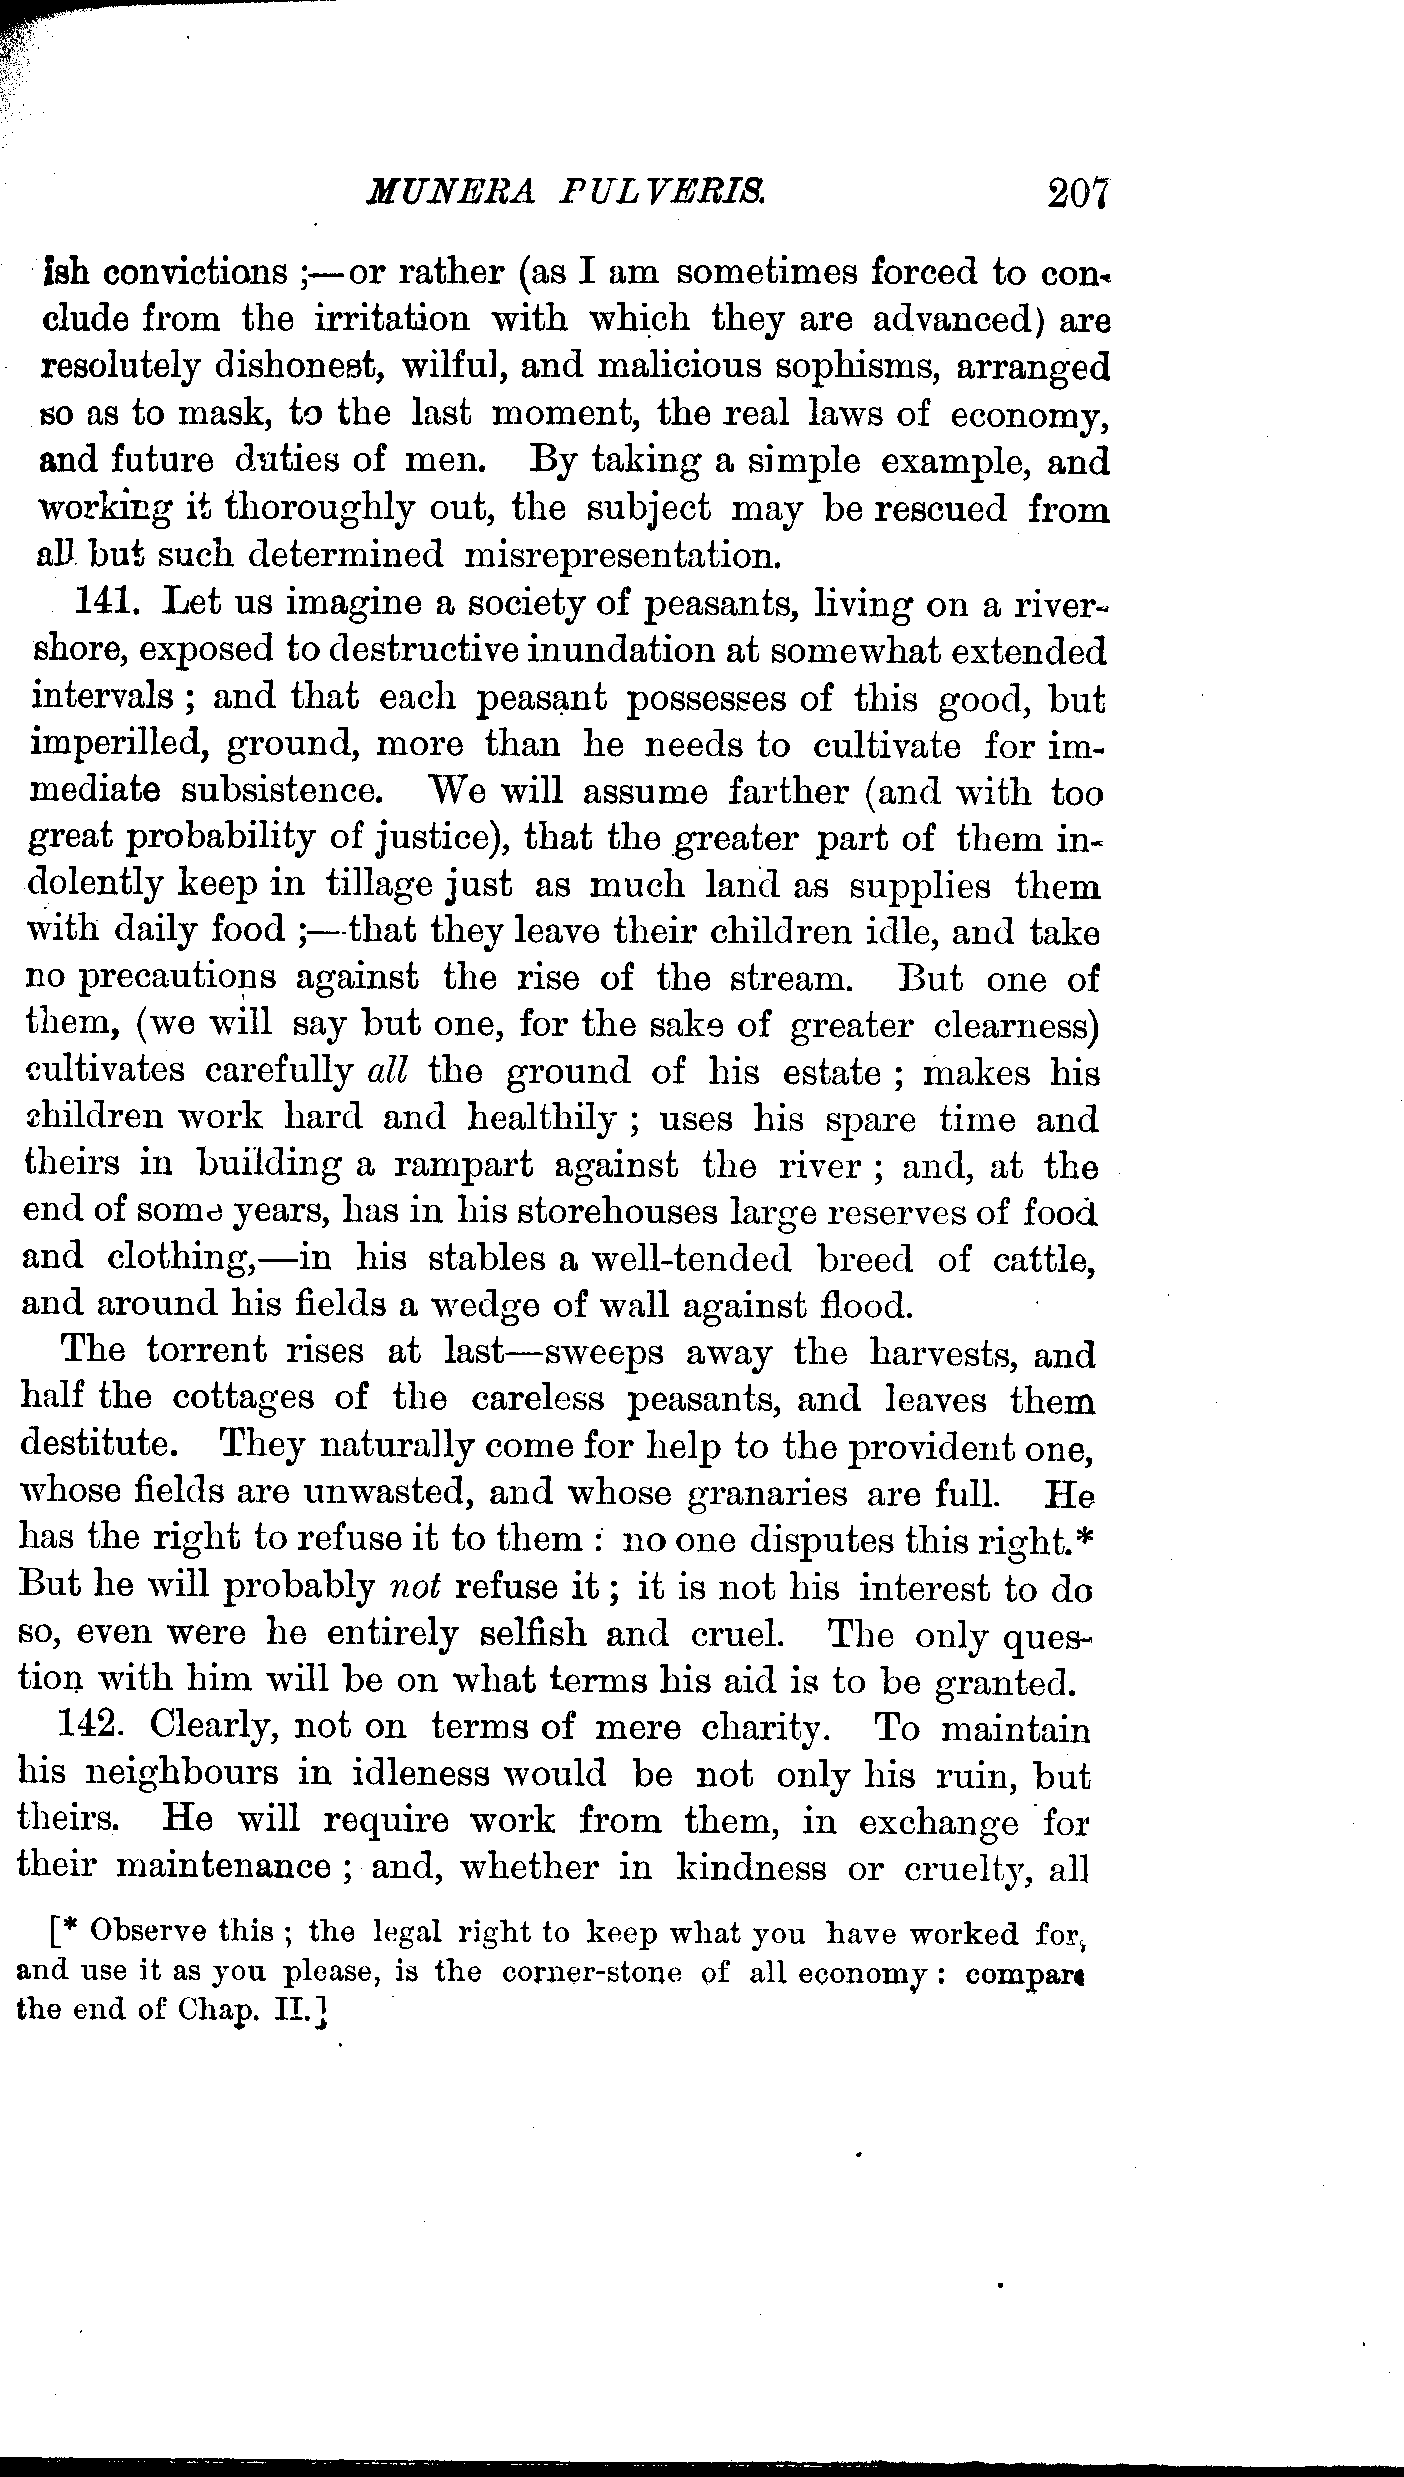 MUNERA PULVERIS. 207
ish convictions ;—or rather (as I am sometimes forced to con-
clude from the irritation with which they are advanced) are
resolutely dishonest, wilful, and malicious sophisms, arranged
so as to mask, to the last moment, the real laws of economy,
and future duties of men. By taking a simple example, and
working it thoroughly out, the subject may be rescued from
all but such determined misrepresentation.
141. Let us imagine a society of peasants, living on a river-
shore, exposed to destructive inundation at somewhat extended
intervals ; and that each peasant possesses of this good, but
imperilled, ground, more than he needs to cultivate for im-
mediate subsistence. We will assume farther (and with too
great probability of justice), that the greater part of them in-
dolently keep in tillage just as much land as supplies them
with daily food ;—that they leave their children idle, and take
no precautions against the rise of the stream. But one of
them, (we will say but one, for the sake of greater clearness)
cultivates carefully all the ground of his estate ; makes his
children work hard and healthily ; uses his spare time and
theirs in building a rampart against the river ; and, at the
end of some years, has in his storehouses large reserves of food
and clothing,—in his stables a well-tended breed of cattle,
and around his fields a wedge of wall against flood.
The torrent rises at last—sweeps away the harvests, and
half the cottages of the careless peasants, and leaves them
destitute. They naturally come for help to the provident one,
whose fields are unwasted, and whose granaries are full. He
has the right to refuse it to them : no one disputes this right.*
But he will probably not refuse it ; it is not his interest to do
so, even were he entirely selfish and cruel. The only ques-
tion with him will be on what terms his aid is to be granted.
142. Clearly, not on terms of mere charity. To maintain
his neighbours in idleness would be not only his ruin, but
theirs. He will require work from them, in exchange for
their maintenance ; and, whether in kindness or cruelty, all
[* Observe this ; the legal right to keep what you have worked for,
and use it as you please, is the corner-stone of all economy : compare
the end of Chap. II.]